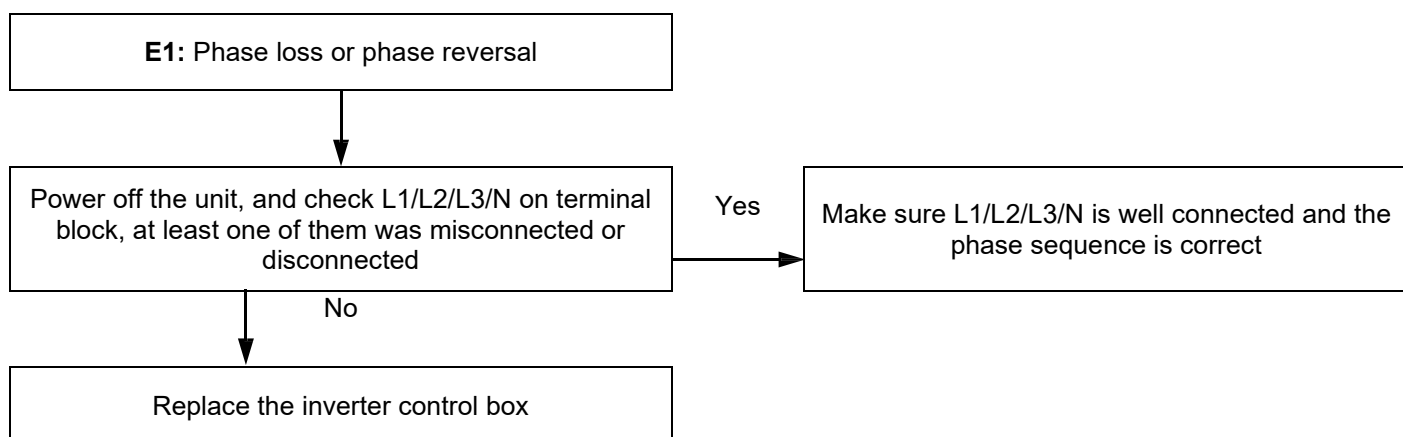 E1: Phase loss or phase reversal
Power off the unit, and check L1/L2/L3/N on terminal
block, at least one of them was misconnected or
disconnected
Yes
Make sure L1/L2/L3/N is well connected and the
phase sequence is correct
No
Replace the inverter control box